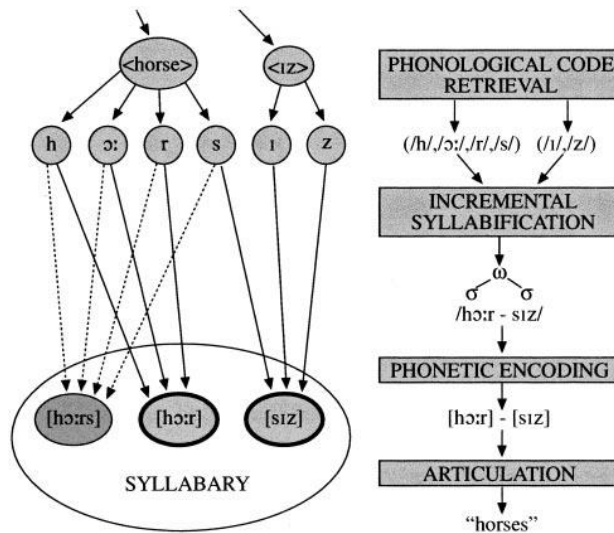 <horse>
<ɪz>
h
ɔː
r
s
ɪ
z
[hɔːrs]
[hɔːr]
[sɪz]
SYLLABARY
PHONOLOGICAL CODE
RETRIEVAL
(/h/,/ɔː/,/r/,/s/)
(/ɪ/,/z/)
INCREMENTAL
SYLLABIFICATION
ω
σ
σ
/hɔːr - sɪz/
PHONETIC ENCODING
[hɔːr] - [sɪz]
ARTICULATION
“horses”